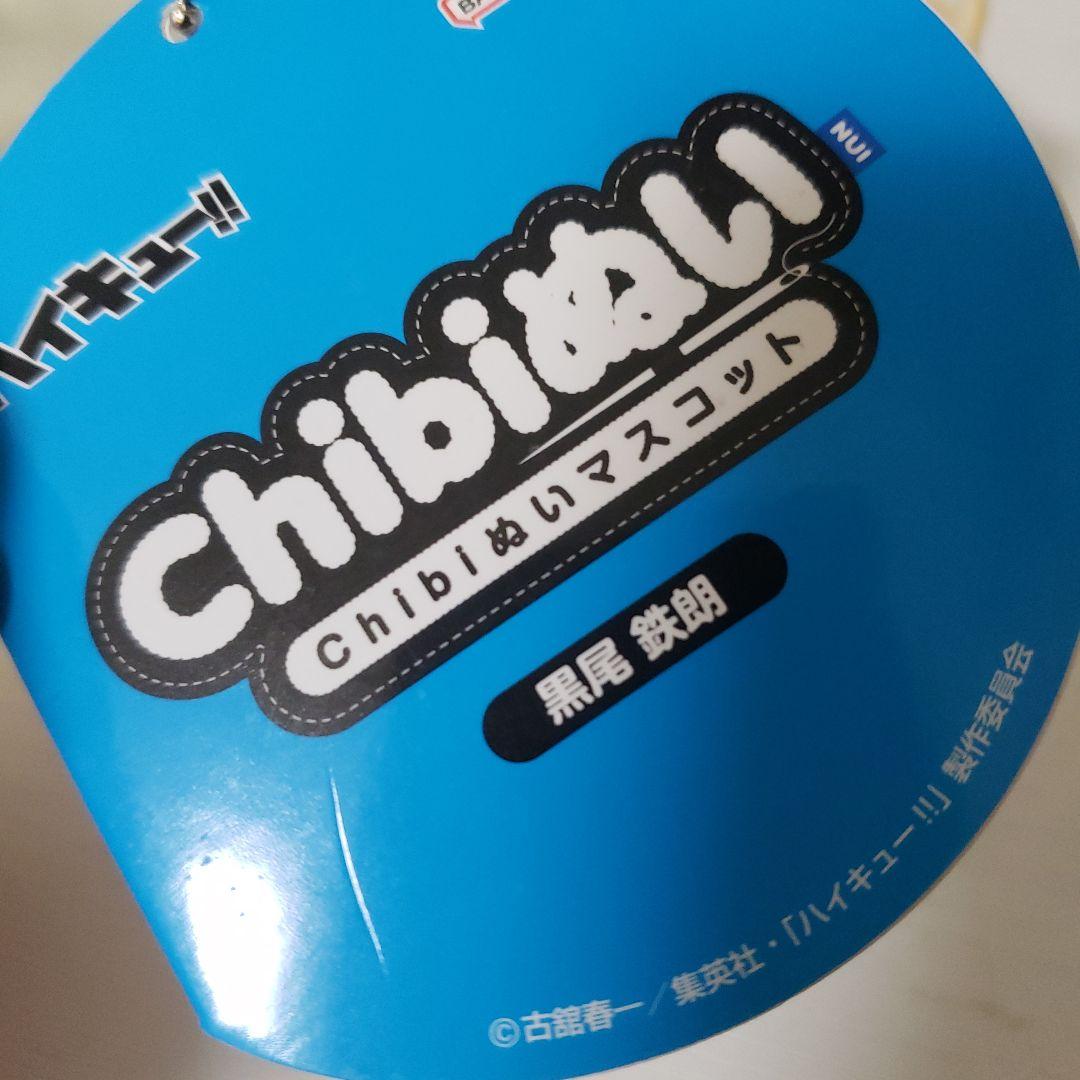 ハイキュー!!
NUI
Chibiぬい
Chibiぬいマスコット
黒尾 鉄朗
©古舘春一／集英社・「ハイキュー!!」製作委員会